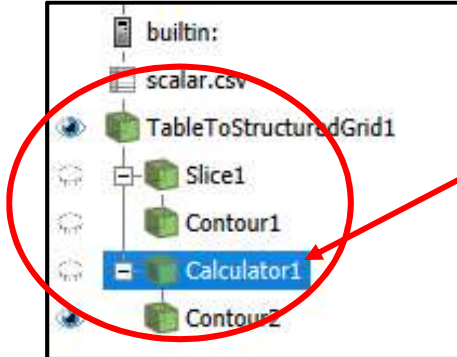 builtin:
scalar.csv
TableToStructuredGrid1
Slice1
Contour1
Calculator1
Contour2